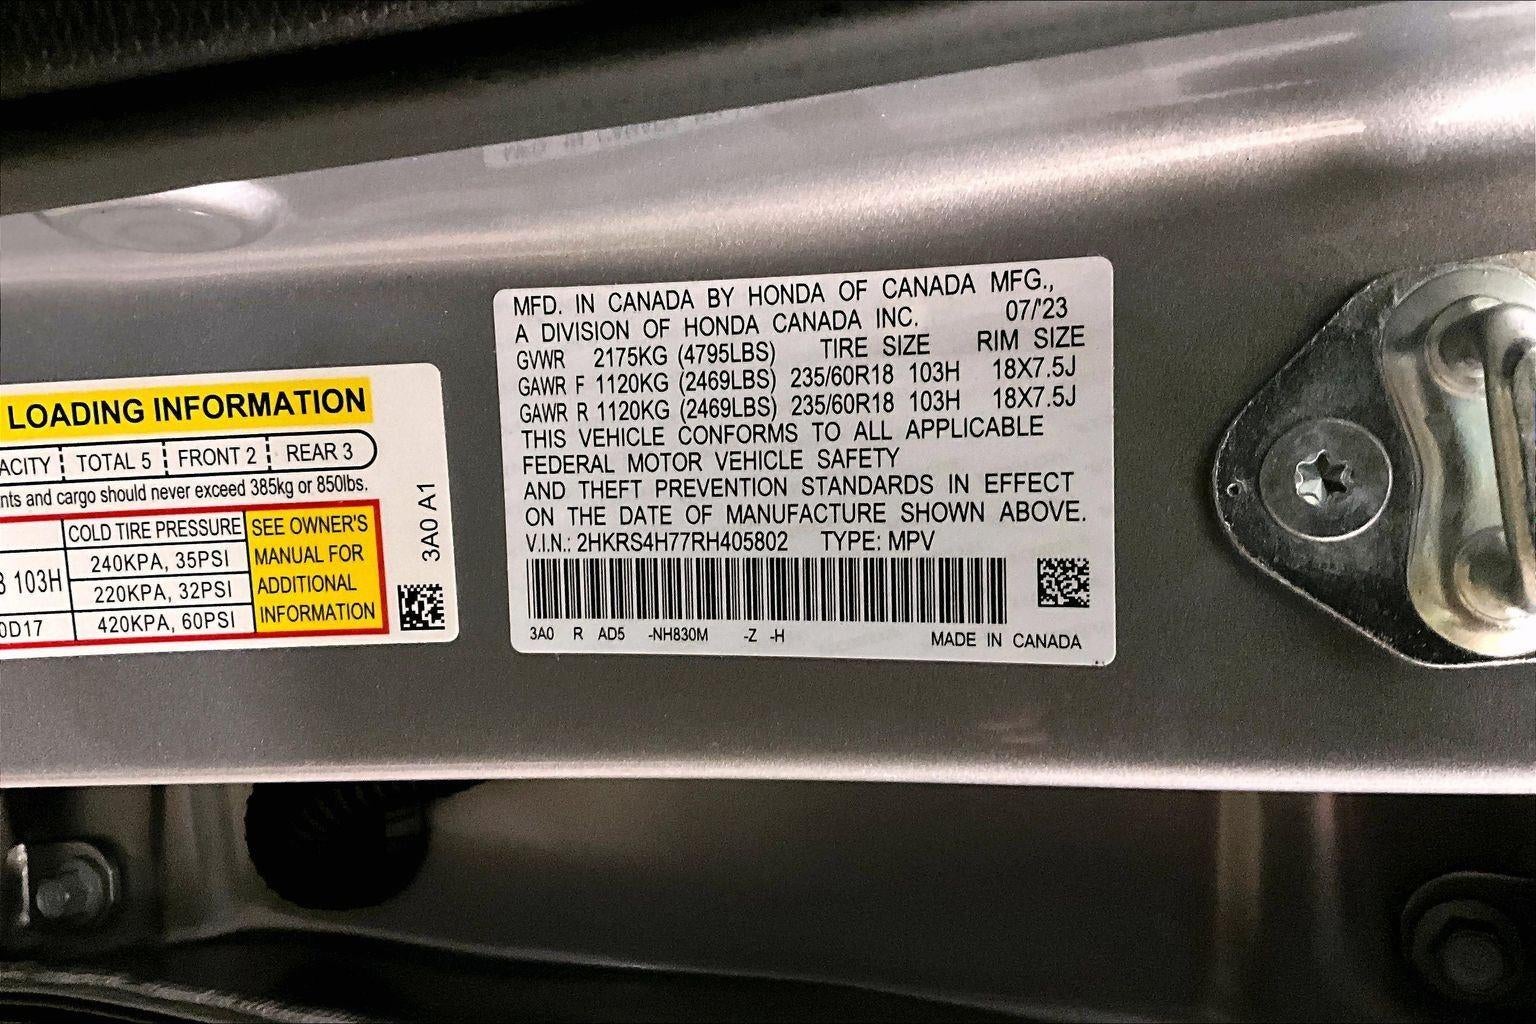 LOADING INFORMATION
ACITY TOTAL 5 FRONT 2 REAR 3
nts and cargo should never exceed 385kg or 850lbs.
COLD TIRE PRESSURE
240KPA, 35PSI
103H 220KPA, 32PSI
0D17 420KPA, 60PSI
SEE OWNER'S
MANUAL FOR
ADDITIONAL
INFORMATION
3A0 A1
MFD. IN CANADA BY HONDA OF CANADA MFG.,
A DIVISION OF HONDA CANADA INC. 07/'23
GVWR 2175KG (4795LBS) TIRE SIZE RIM SIZE
GAWR F 1120KG (2469LBS) 235/60R18 103H 18X7.5J
GAWR R 1120KG (2469LBS) 235/60R18 103H 18X7.5J
THIS VEHICLE CONFORMS TO ALL APPLICABLE
FEDERAL MOTOR VEHICLE SAFETY
AND THEFT PREVENTION STANDARDS IN EFFECT
ON THE DATE OF MANUFACTURE SHOWN ABOVE.
V.I.N.: 2HKRS4H77RH405802 TYPE: MPV
3A0 R AD5 -NH830M -Z -H MADE IN CANADA